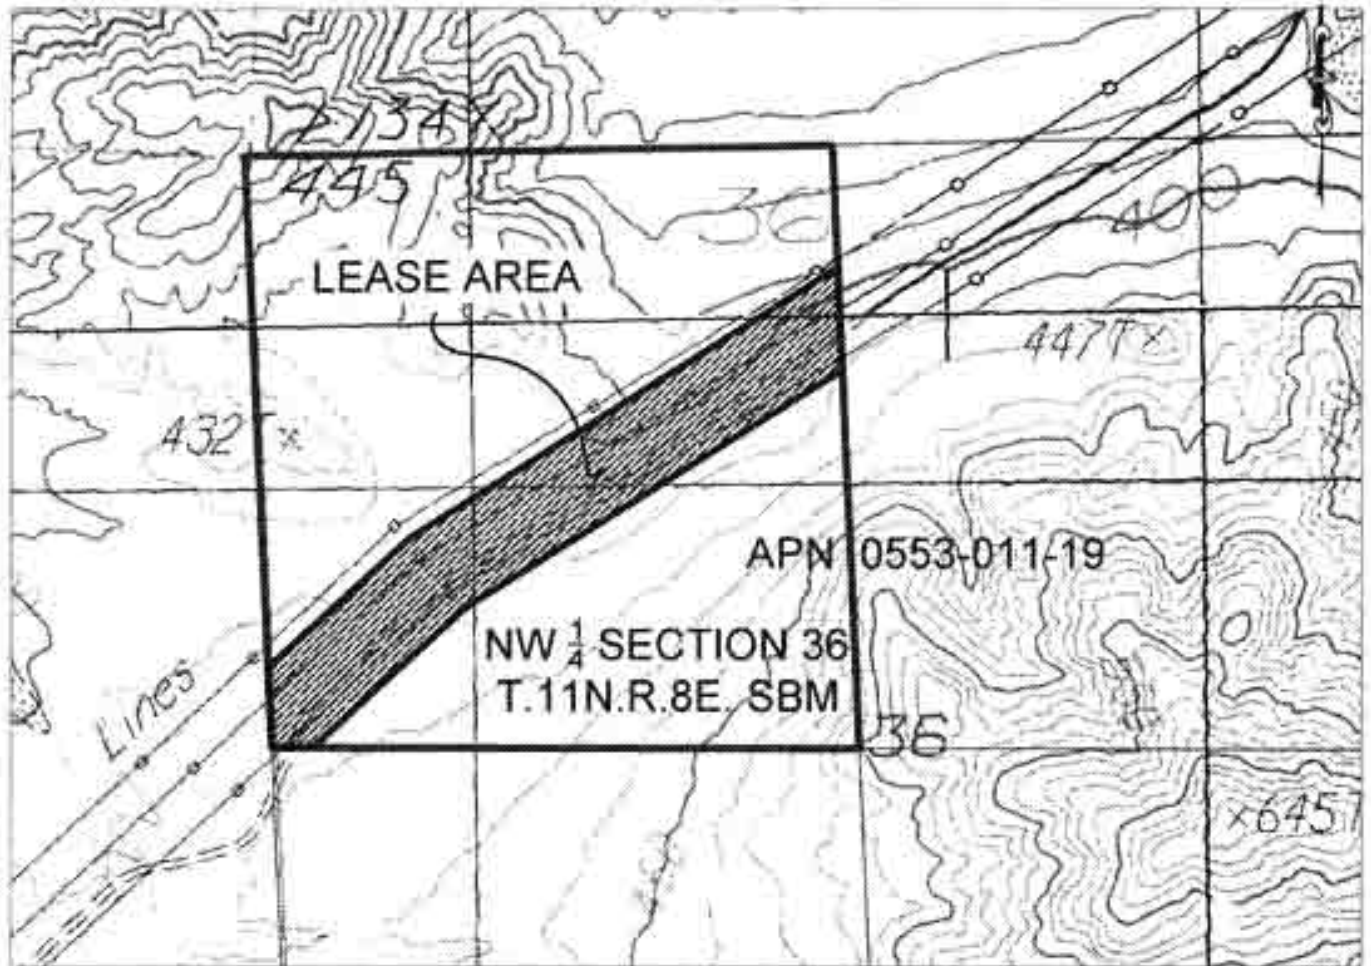 2134
445
36
400
LEASE AREA
447T ×
432T ×
APN 0553-011-19
NW 1/4 SECTION 36
T.11N.R.8E. SBM
Lines
36
×645T